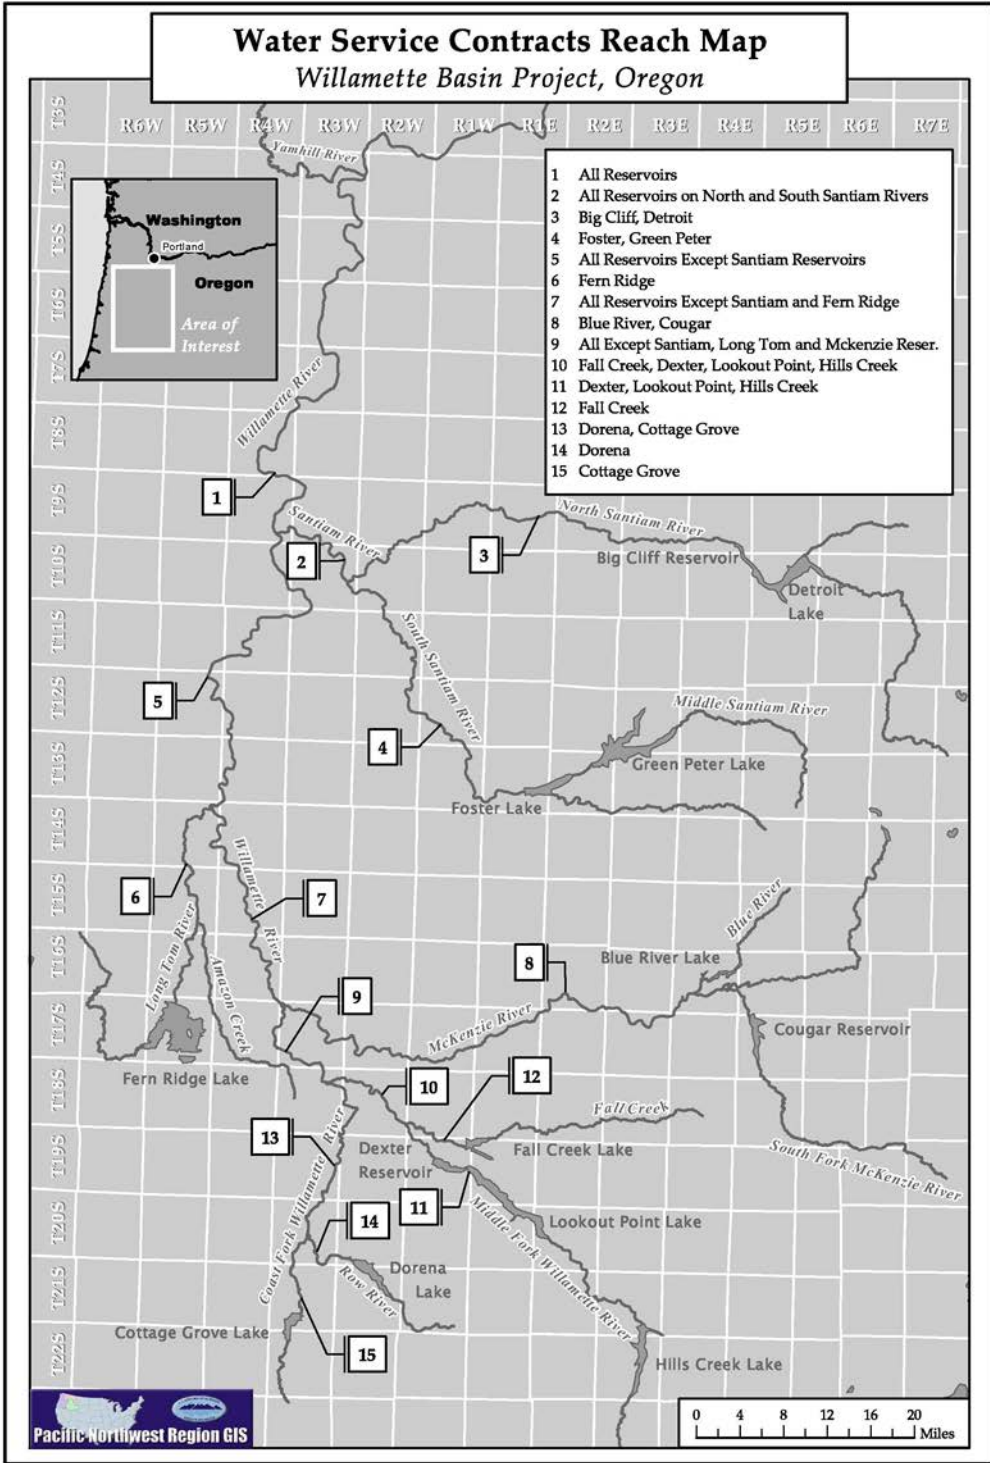 Water Service Contracts Reach Map
Willamette Basin Project, Oregon
R6W R5W R4W R3W R2W R1W R1E R2E R3E R4E R5E R6E R7E
T3S
T4S
T5S
T6S
T7S
T8S
T9S
T10S
T11S
T12S
T13S
T14S
T15S
T16S
T17S
T18S
T19S
T20S
T21S
T22S
Washington
Portland
Oregon
Area of
Interest
1 All Reservoirs
2 All Reservoirs on North and South Santiam Rivers
3 Big Cliff, Detroit
4 Foster, Green Peter
5 All Reservoirs Except Santiam Reservoirs
6 Fern Ridge
7 All Reservoirs Except Santiam and Fern Ridge
8 Blue River, Cougar
9 All Except Santiam, Long Tom and Mckenzie Reser.
10 Fall Creek, Dexter, Lookout Point, Hills Creek
11 Dexter, Lookout Point, Hills Creek
12 Fall Creek
13 Dorena, Cottage Grove
14 Dorena
15 Cottage Grove
Yamhill River
Willamette River
1
Santiam River
2
3
North Santiam River
Big Cliff Reservoir
Detroit
Lake
South Santiam River
5
4
Middle Santiam River
Green Peter Lake
Foster Lake
Willamette River
6
7
Long Tom River
Amazon Creek
8
Blue River
Blue River Lake
9
McKenzie River
Cougar Reservoir
Fern Ridge Lake
10
12
Fall Creek
13
Dexter
Reservoir
Fall Creek Lake
South Fork McKenzie River
11
Lookout Point Lake
Middle Fork Willamette River
Coast Fork Willamette River
14
Row River
Dorena
Lake
Cottage Grove Lake
15
Hills Creek Lake
Pacific Northwest Region GIS
0 4 8 12 16 20
Miles